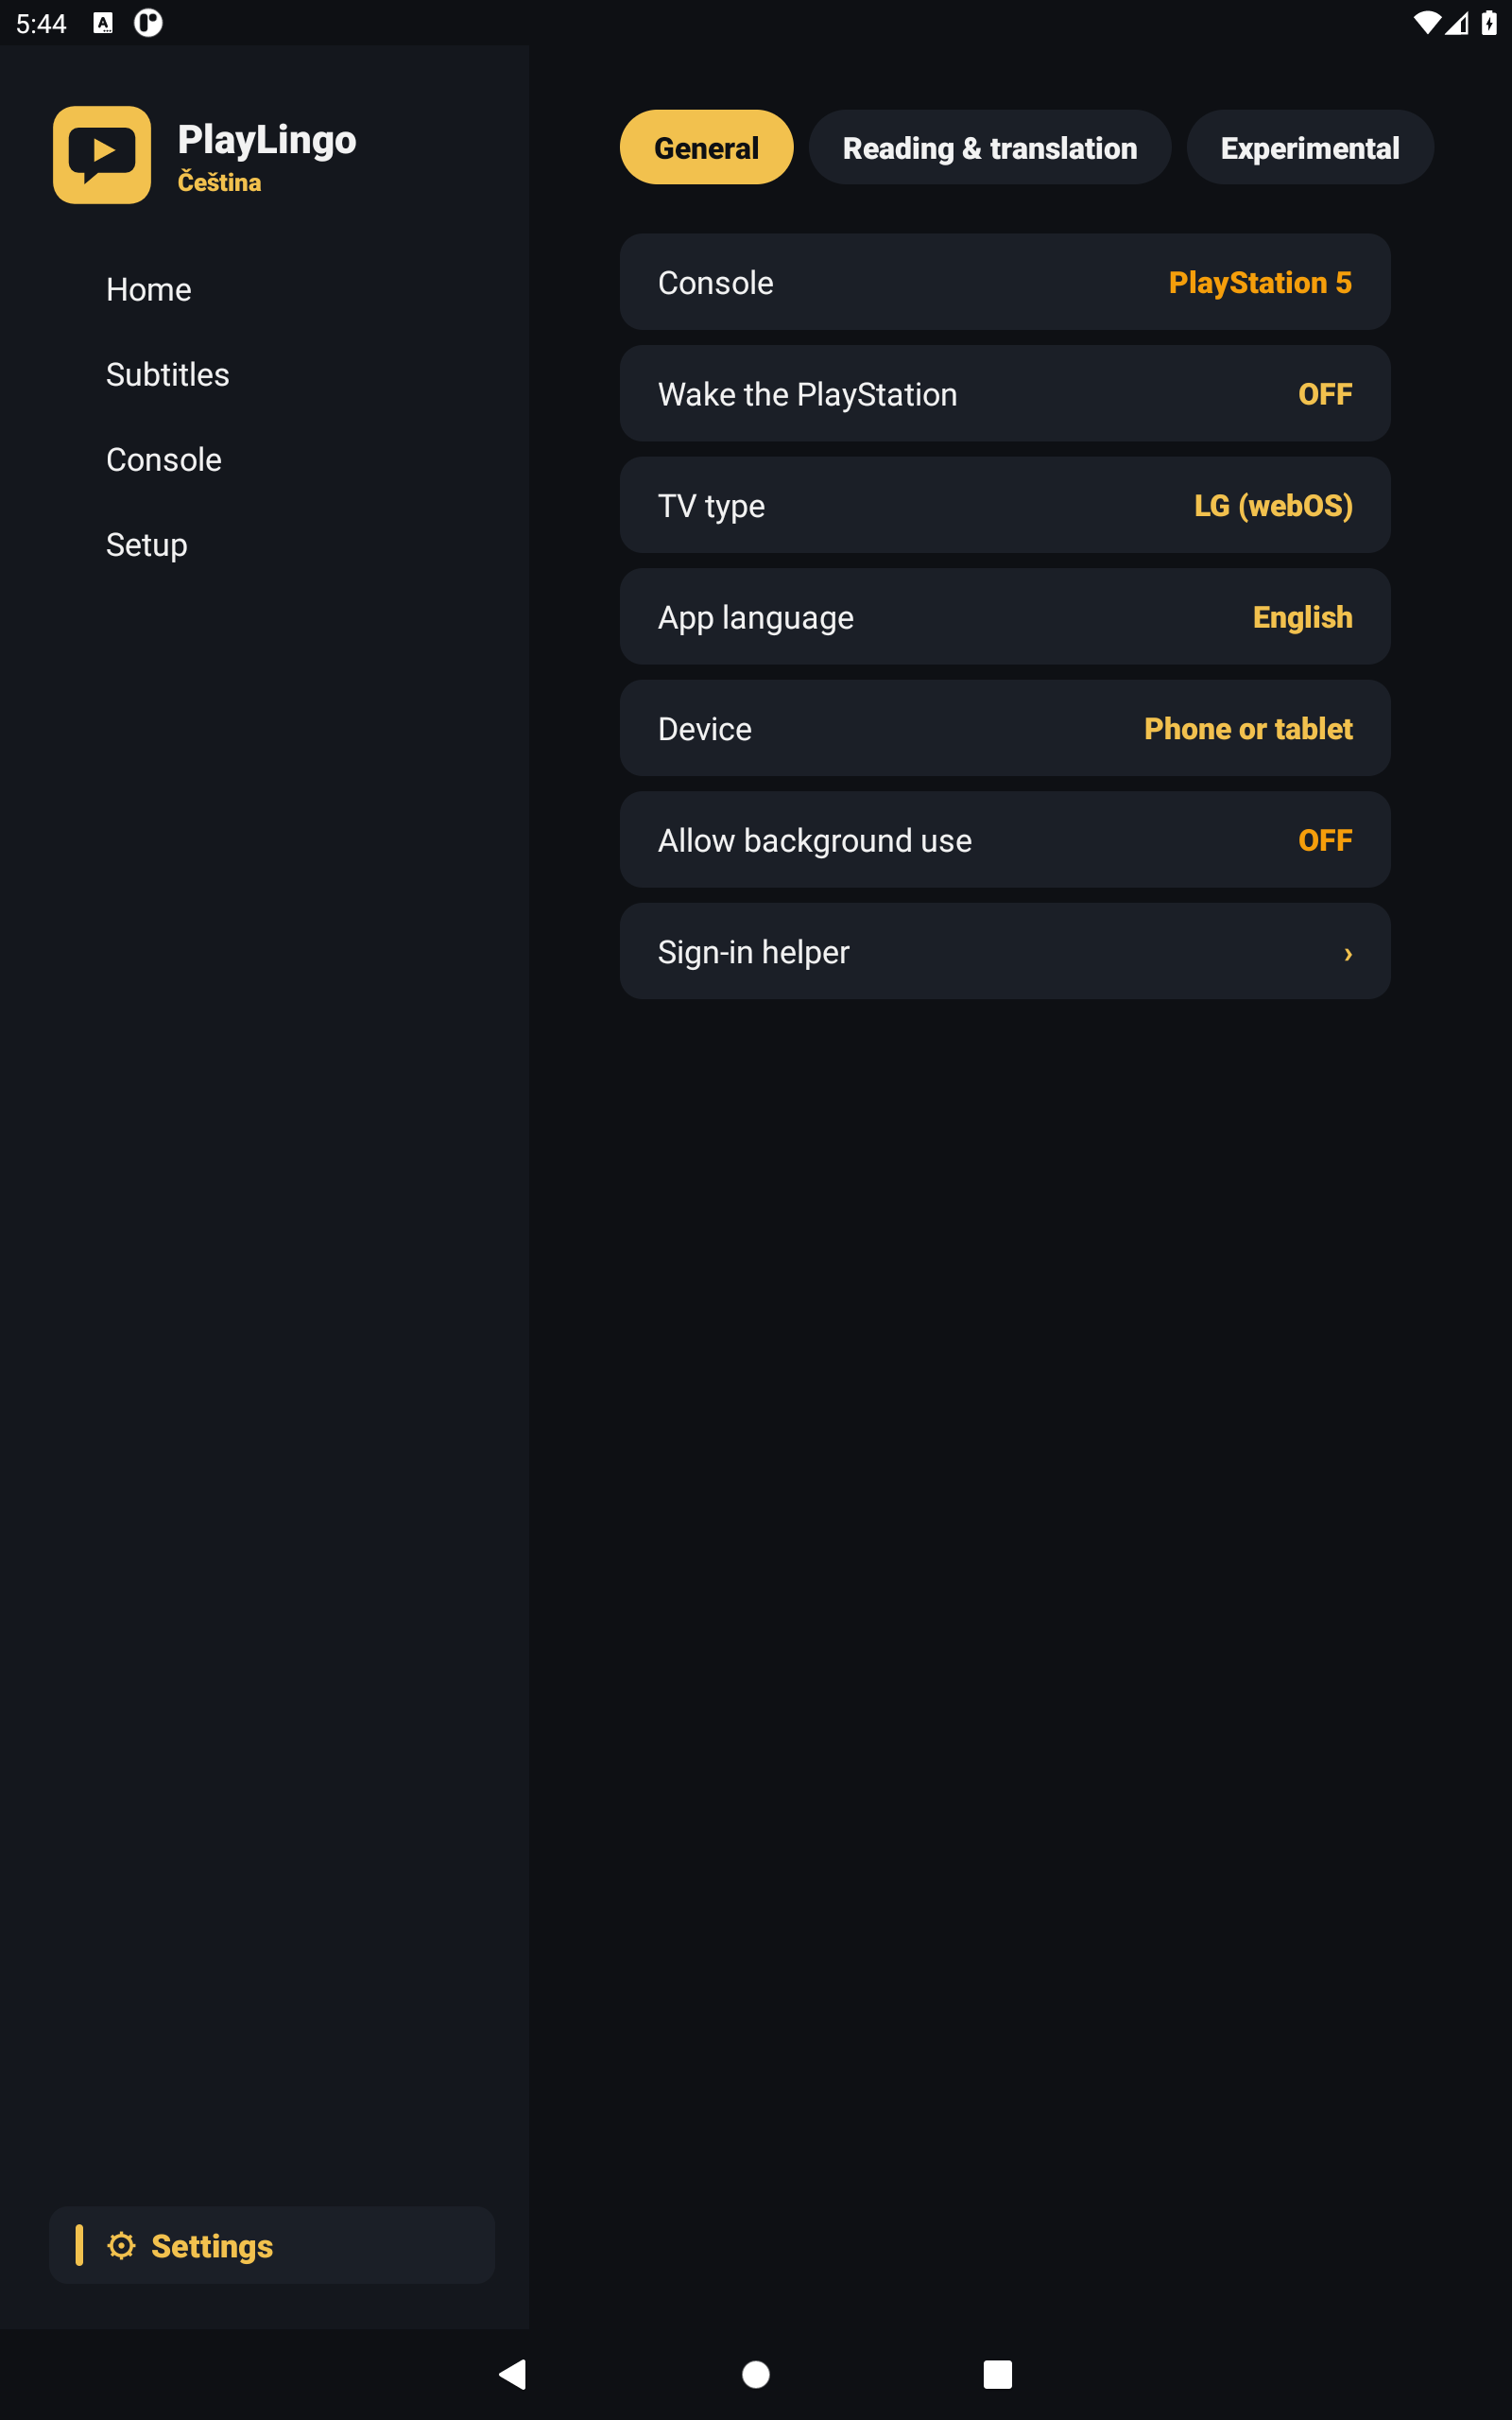 5:44
PlayLingo
Čeština
Home
Subtitles
Console
Setup
Settings
General
Reading & translation
Experimental
Console
PlayStation 5
Wake the PlayStation
OFF
TV type
LG (webOS)
App language
English
Device
Phone or tablet
Allow background use
OFF
Sign-in helper
›